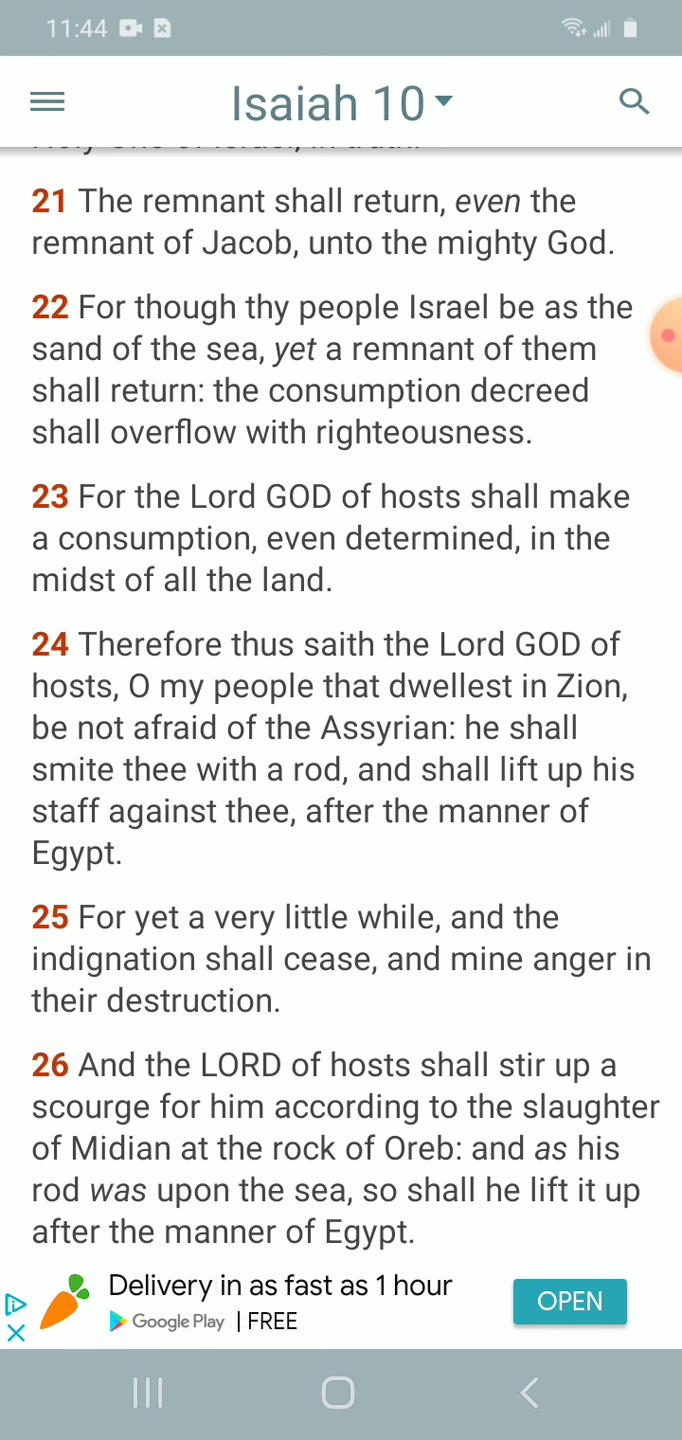 11:44
Isaiah 10
21 The remnant shall return, even the
remnant of Jacob, unto the mighty God.
22 For though thy people Israel be as the
sand of the sea, yet a remnant of them
shall return: the consumption decreed
shall overflow with righteousness.
23 For the Lord GOD of hosts shall make
a consumption, even determined, in the
midst of all the land.
24 Therefore thus saith the Lord GOD of
hosts, O my people that dwellest in Zion,
be not afraid of the Assyrian: he shall
smite thee with a rod, and shall lift up his
staff against thee, after the manner of
Egypt.
25 For yet a very little while, and the
indignation shall cease, and mine anger in
their destruction.
26 And the LORD of hosts shall stir up a
scourge for him according to the slaughter
of Midian at the rock of Oreb: and as his
rod was upon the sea, so shall he lift it up
after the manner of Egypt.
Delivery in as fast as 1 hour
Google Play | FREE
OPEN